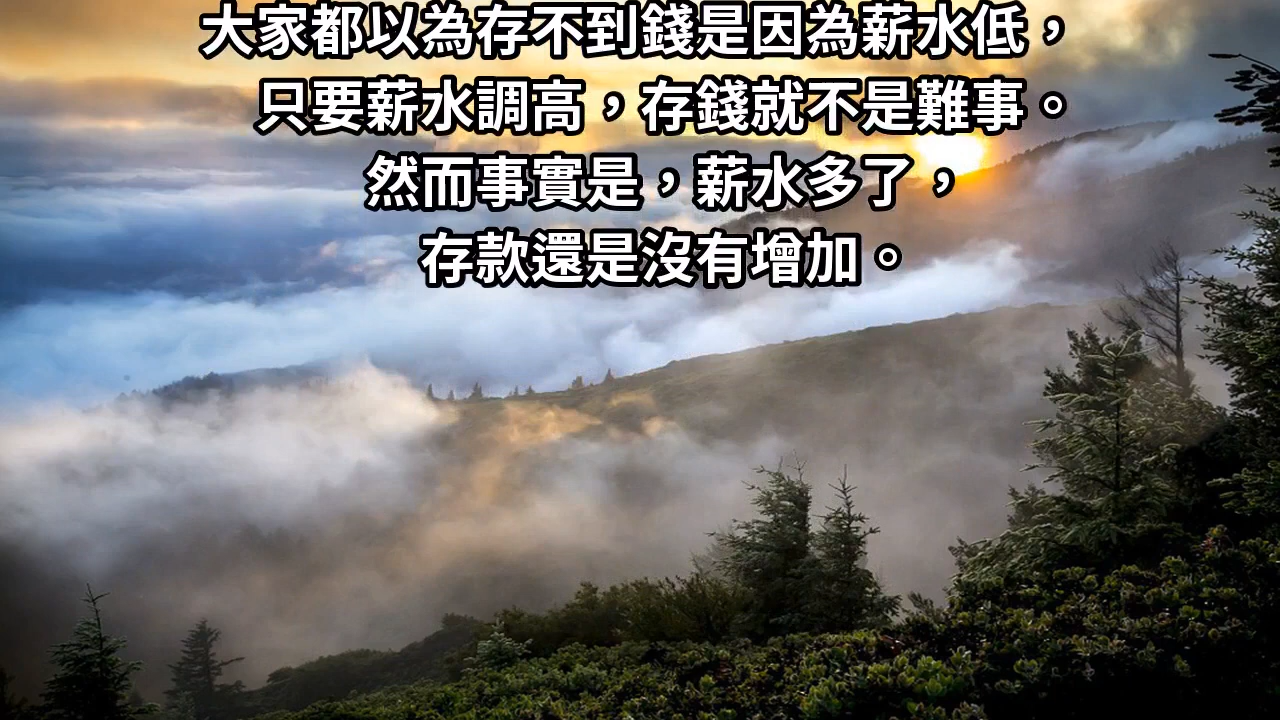 大家都以為存不到錢是因為薪水低，
只要薪水調高，存錢就不是難事。
然而事實是，薪水多了，
存款還是沒有增加。